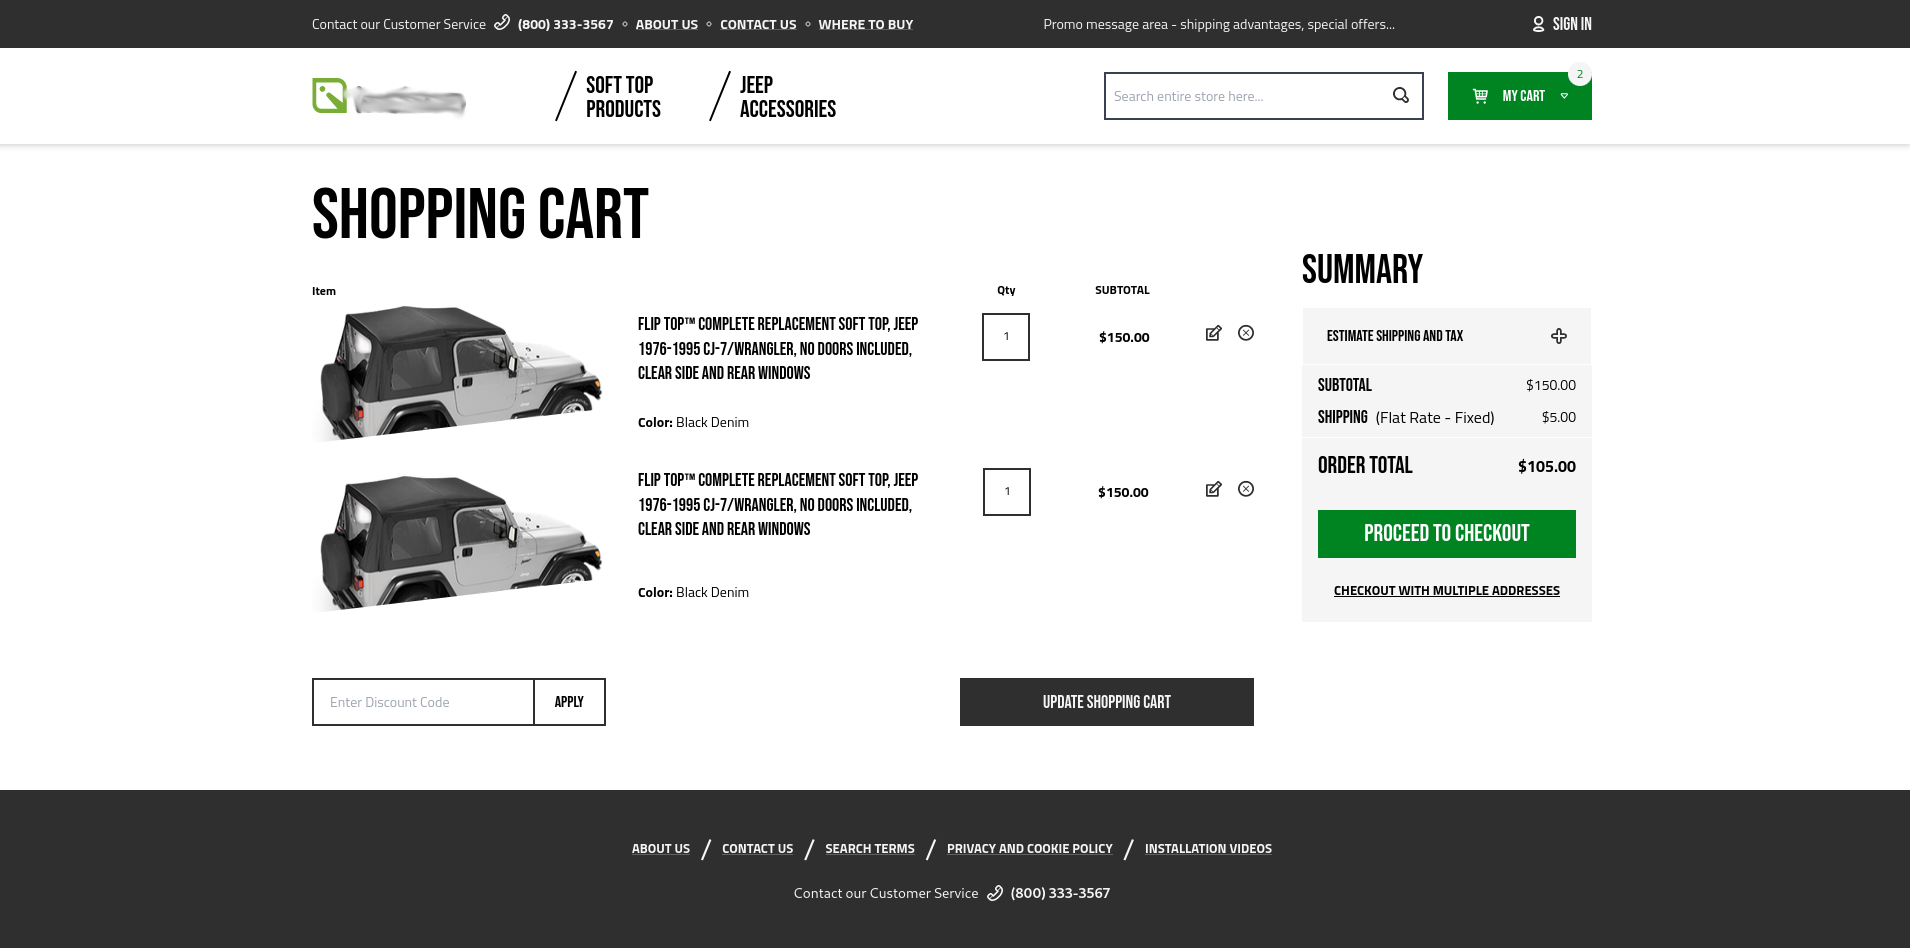 Contact our Customer Service (800) 333-3567 ABOUT US CONTACT US WHERE TO BUY Promo message area - shipping advantages, special offers... SIGN IN
SOFT TOP
PRODUCTS
JEEP
ACCESSORIES
Search entire store here...
MY CART
2
SHOPPING CART
Item Qty SUBTOTAL
FLIP TOP™ COMPLETE REPLACEMENT SOFT TOP, JEEP
1976-1995 CJ-7/WRANGLER, NO DOORS INCLUDED,
CLEAR SIDE AND REAR WINDOWS
Color: Black Denim
1 $150.00
FLIP TOP™ COMPLETE REPLACEMENT SOFT TOP, JEEP
1976-1995 CJ-7/WRANGLER, NO DOORS INCLUDED,
CLEAR SIDE AND REAR WINDOWS
Color: Black Denim
1 $150.00
Enter Discount Code APPLY
UPDATE SHOPPING CART
SUMMARY
ESTIMATE SHIPPING AND TAX
SUBTOTAL $150.00
SHIPPING (Flat Rate - Fixed) $5.00
ORDER TOTAL $105.00
PROCEED TO CHECKOUT
CHECKOUT WITH MULTIPLE ADDRESSES
ABOUT US / CONTACT US / SEARCH TERMS / PRIVACY AND COOKIE POLICY / INSTALLATION VIDEOS
Contact our Customer Service (800) 333-3567